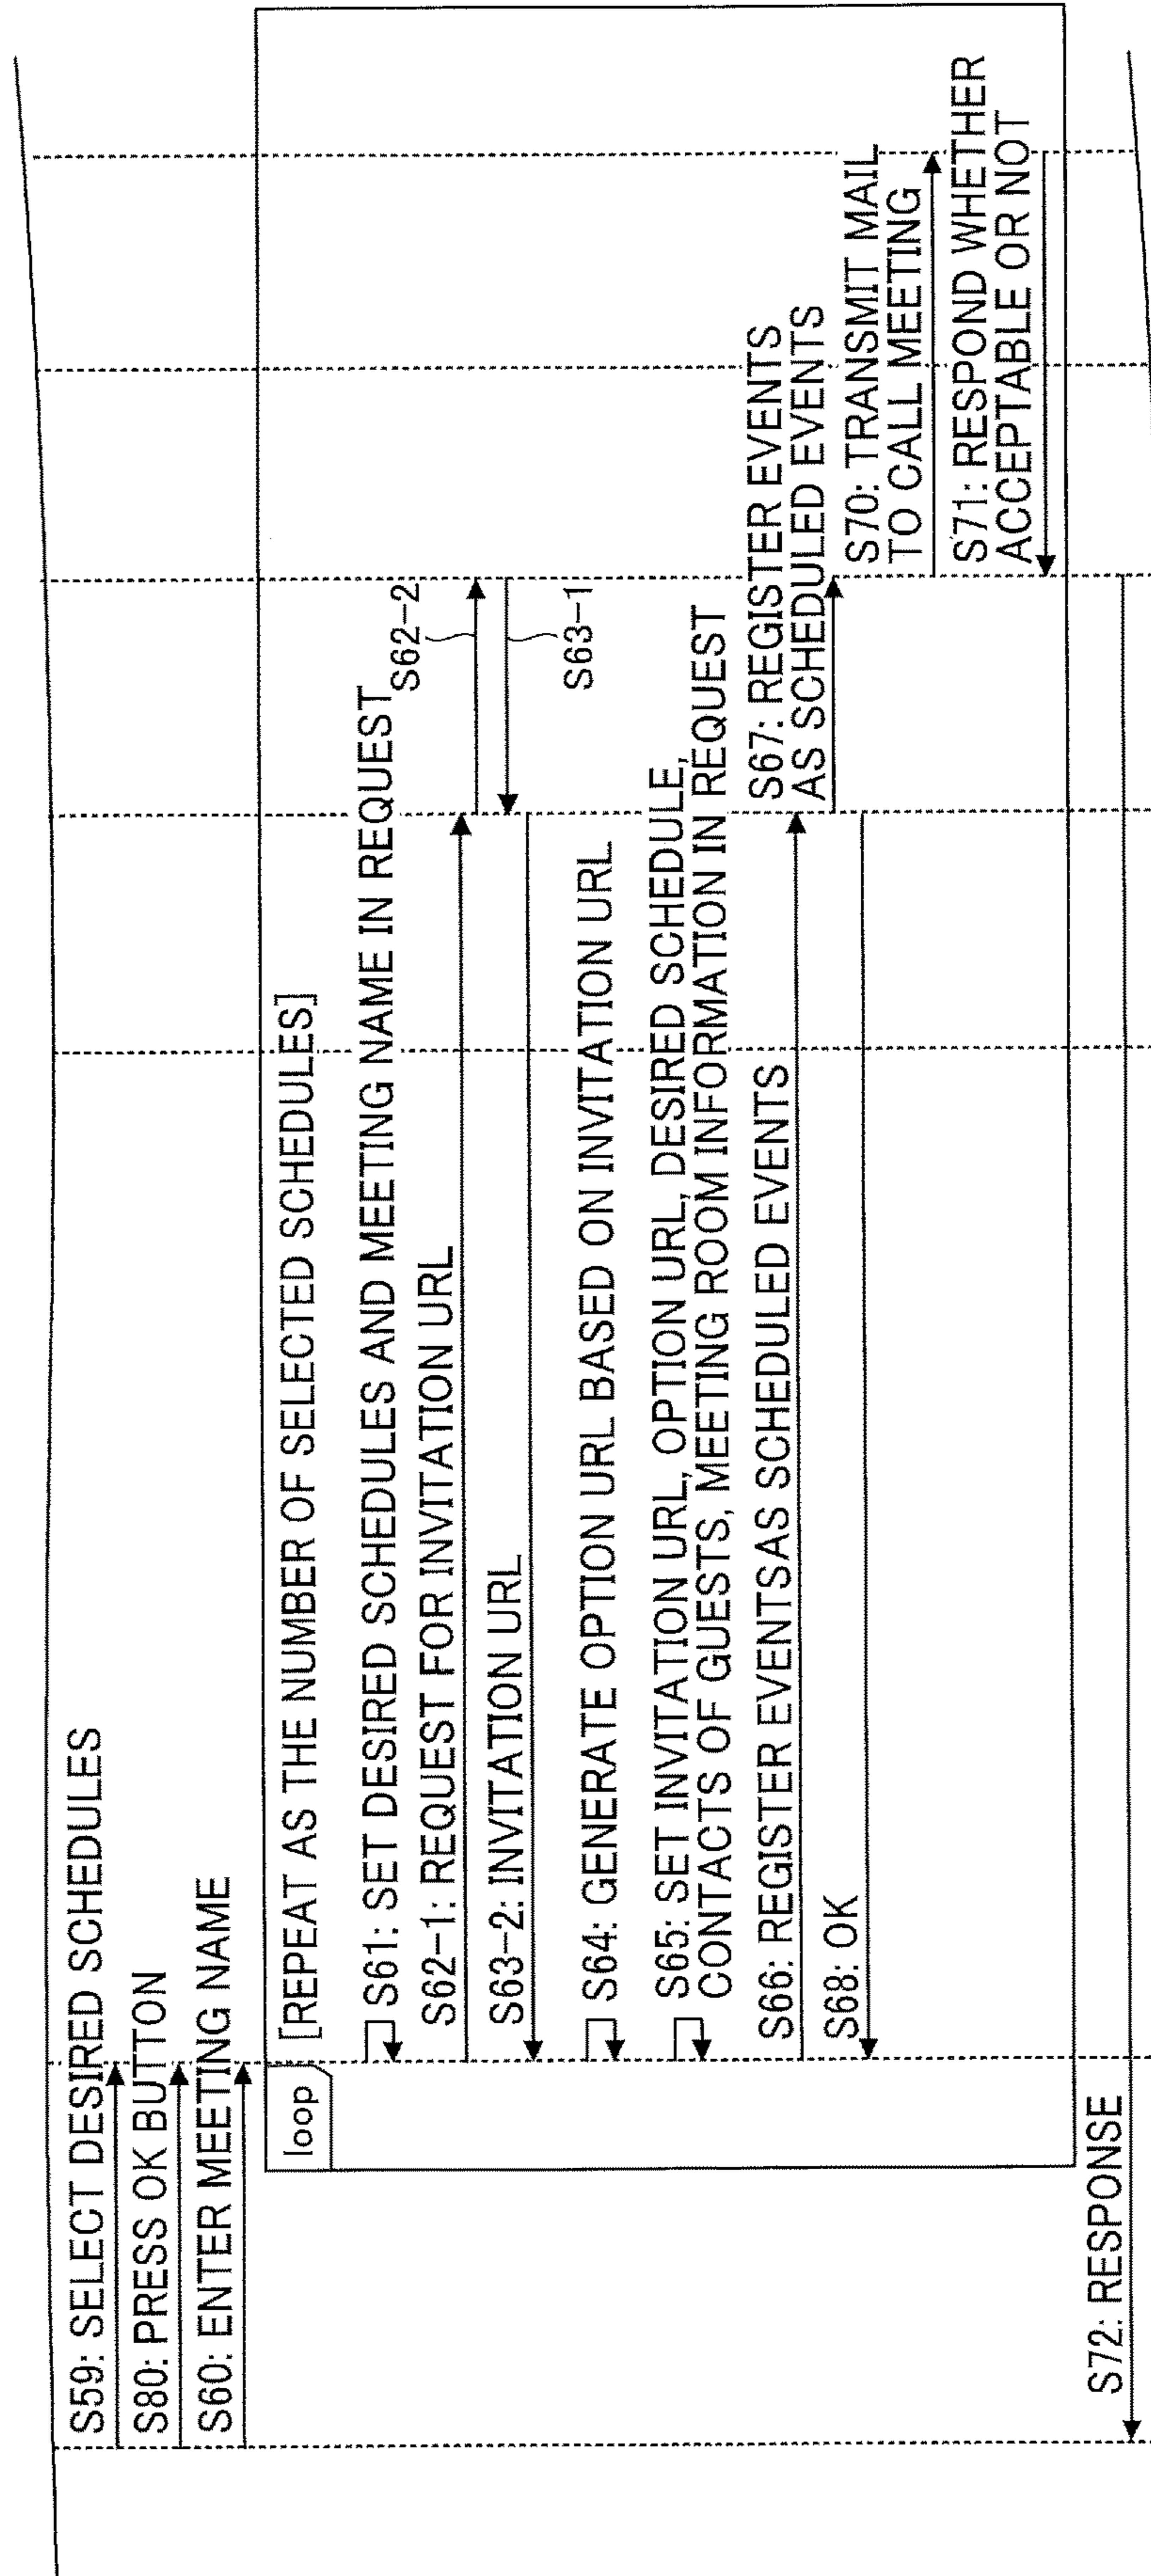 S59: SELECT DESIRED SCHEDULES
S80: PRESS OK BUTTON
S60: ENTER MEETING NAME
loop
[REPEAT AS THE NUMBER OF SELECTED SCHEDULES]
S61: SET DESIRED SCHEDULES AND MEETING NAME IN REQUEST
S62-1: REQUEST FOR INVITATION URL
S62-2
S63-2: INVITATION URL
S63-1
S64: GENERATE OPTION URL BASED ON INVITATION URL
S65: SET INVITATION URL, OPTION URL, DESIRED SCHEDULE,
CONTACTS OF GUESTS, MEETING ROOM INFORMATION IN REQUEST
S66: REGISTER EVENTSAS SCHEDULED EVENTS
S67: REGISTER EVENTS
AS SCHEDULED EVENTS
S68: OK
S70: TRANSMIT MAIL
TO CALL MEETING
S71: RESPOND WHETHER
ACCEPTABLE OR NOT
S72: RESPONSE